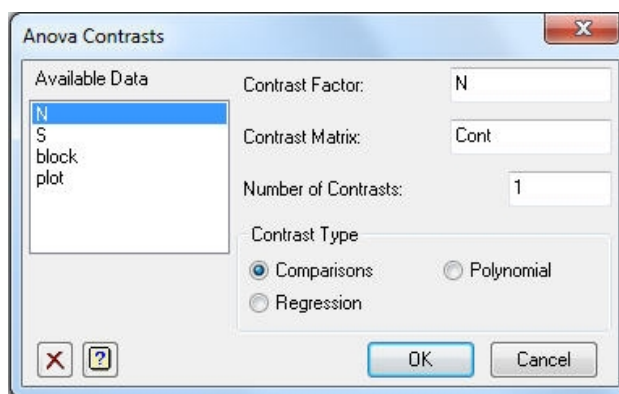 Anova Contrasts
Available Data
N
S
block
plot
Contrast Factor:
N
Contrast Matrix:
Cont
Number of Contrasts:
1
Contrast Type
Comparisons
Polynomial
Regression
OK
Cancel